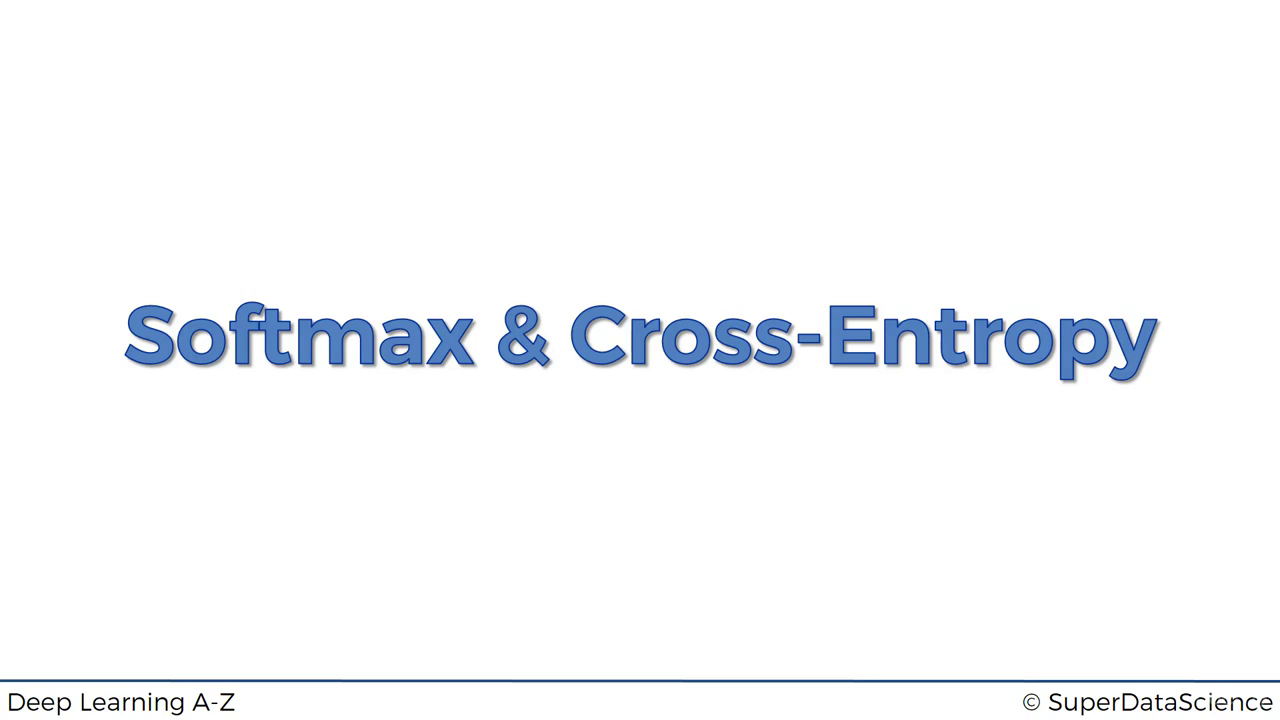 Softmax & Cross-Entropy
Deep Learning A-Z
© SuperDataScience